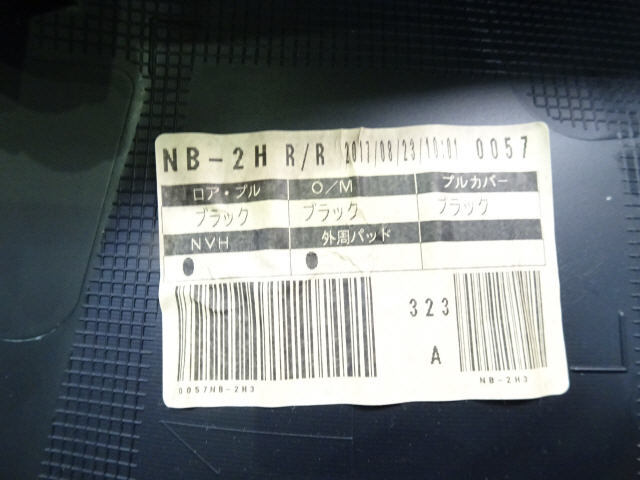 NB-2H R/R 2017/08/23/10:01 0057
ロア・プル O/M プルカバー
ブラック ブラック ブラック
NVH 外周パッド
323
A
0057NB-2H3 NB-2H3